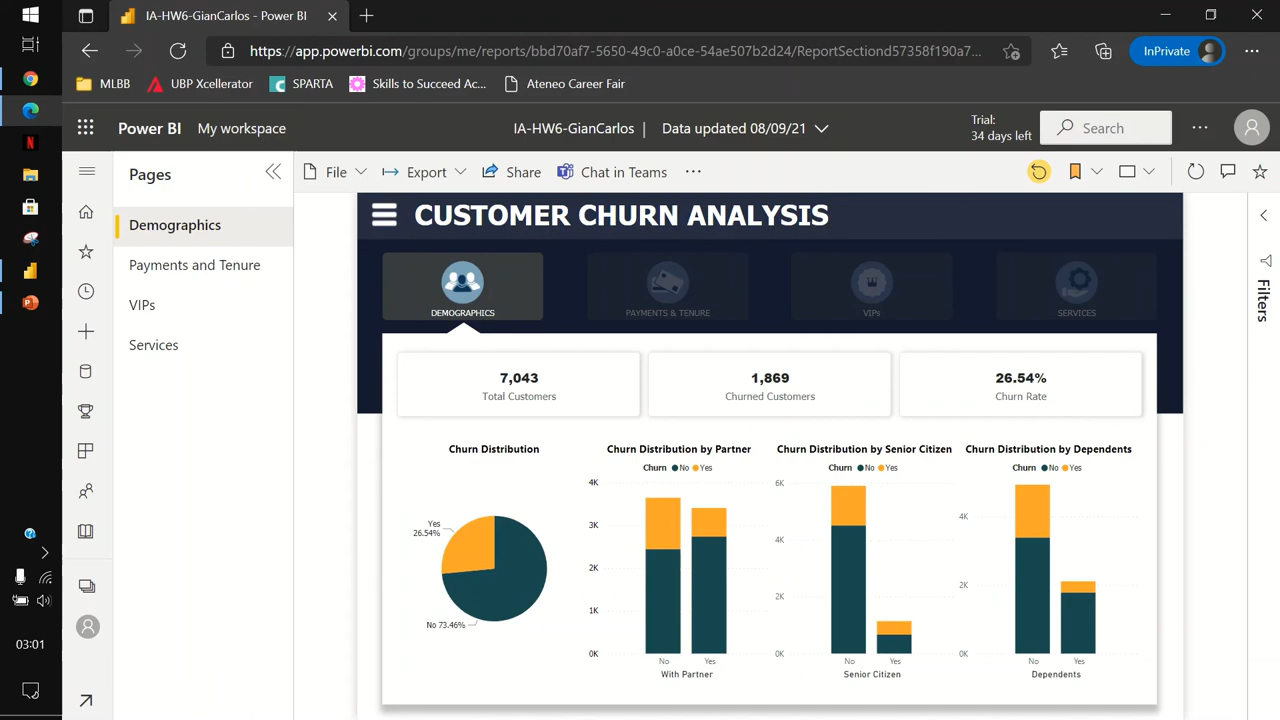 IA-HW6-GianCarlos - Power BI
https://app.powerbi.com/groups/me/reports/bbd70af7-5650-49c0-a0ce-54ae507b2d24/ReportSectiond57358f190a7...
InPrivate
MLBB
UBP Xcellerator
SPARTA
Skills to Succeed Ac...
Ateneo Career Fair
Power BI
My workspace
IA-HW6-GianCarlos | Data updated 08/09/21
Trial:
34 days left
Search
Pages
File
Export
Share
Chat in Teams
Demographics
Payments and Tenure
VIPs
Services
Filters
CUSTOMER CHURN ANALYSIS
DEMOGRAPHICS
PAYMENTS & TENURE
VIPs
SERVICES
7,043
Total Customers
1,869
Churned Customers
26.54%
Churn Rate
Churn Distribution
Yes
26.54%
No 73.46%
Churn Distribution by Partner
Churn No Yes
4K
3K
2K
1K
0K
No Yes
With Partner
Churn Distribution by Senior Citizen
Churn No Yes
6K
4K
2K
0K
No Yes
Senior Citizen
Churn Distribution by Dependents
Churn No Yes
4K
2K
0K
No Yes
Dependents
03:01